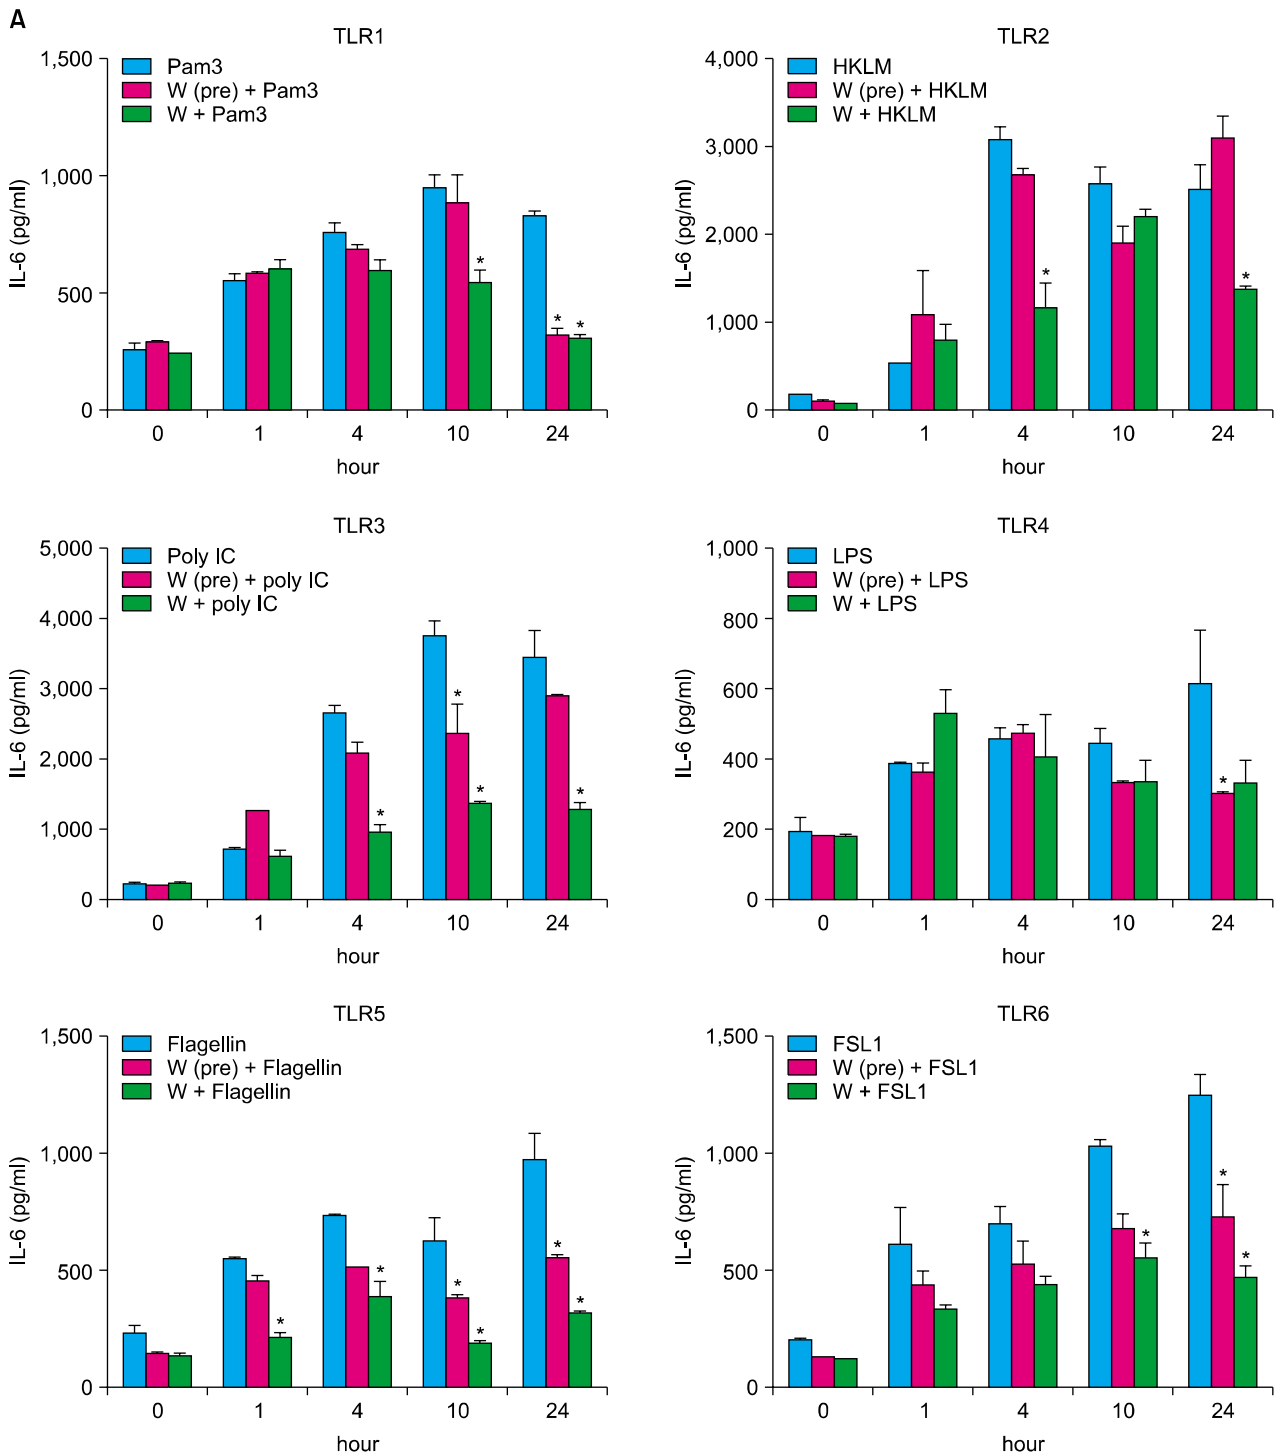 A
TLR1
1,500
1,000
500
0
IL-6 (pg/ml)
Pam3
W (pre) + Pam3
W + Pam3
*
* *
0 1 4 10 24
hour
TLR2
4,000
3,000
2,000
1,000
0
IL-6 (pg/ml)
HKLM
W (pre) + HKLM
W + HKLM
*
*
0 1 4 10 24
hour
TLR3
5,000
4,000
3,000
2,000
1,000
0
IL-6 (pg/ml)
Poly IC
W (pre) + poly IC
W + poly IC
*
*
*
*
0 1 4 10 24
hour
TLR4
1,000
800
600
400
200
0
IL-6 (pg/ml)
LPS
W (pre) + LPS
W + LPS
*
0 1 4 10 24
hour
TLR5
1,500
1,000
500
0
IL-6 (pg/ml)
Flagellin
W (pre) + Flagellin
W + Flagellin
*
*
*
*
*
*
0 1 4 10 24
hour
TLR6
1,500
1,000
500
0
IL-6 (pg/ml)
FSL1
W (pre) + FSL1
W + FSL1
*
*
*
0 1 4 10 24
hour